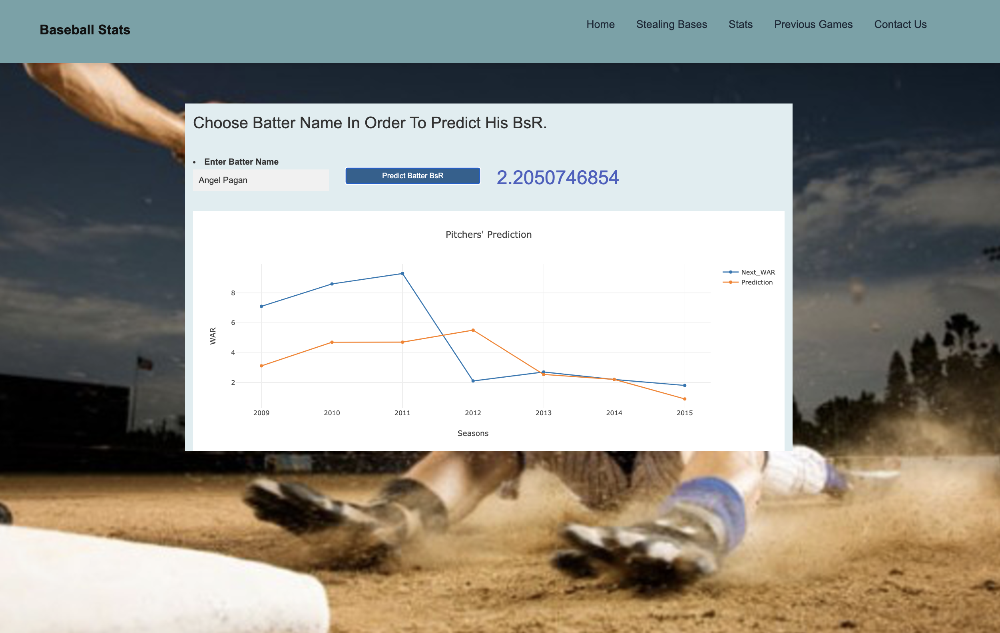 Baseball Stats
Home Stealing Bases Stats Previous Games Contact Us
Choose Batter Name In Order To Predict His BsR.
• Enter Batter Name
Angel Pagan
Predict Batter BsR
2.2050746854
Pitchers' Prediction
Next_WAR
Prediction
8
6
4
2
WAR
2009 2010 2011 2012 2013 2014 2015
Seasons